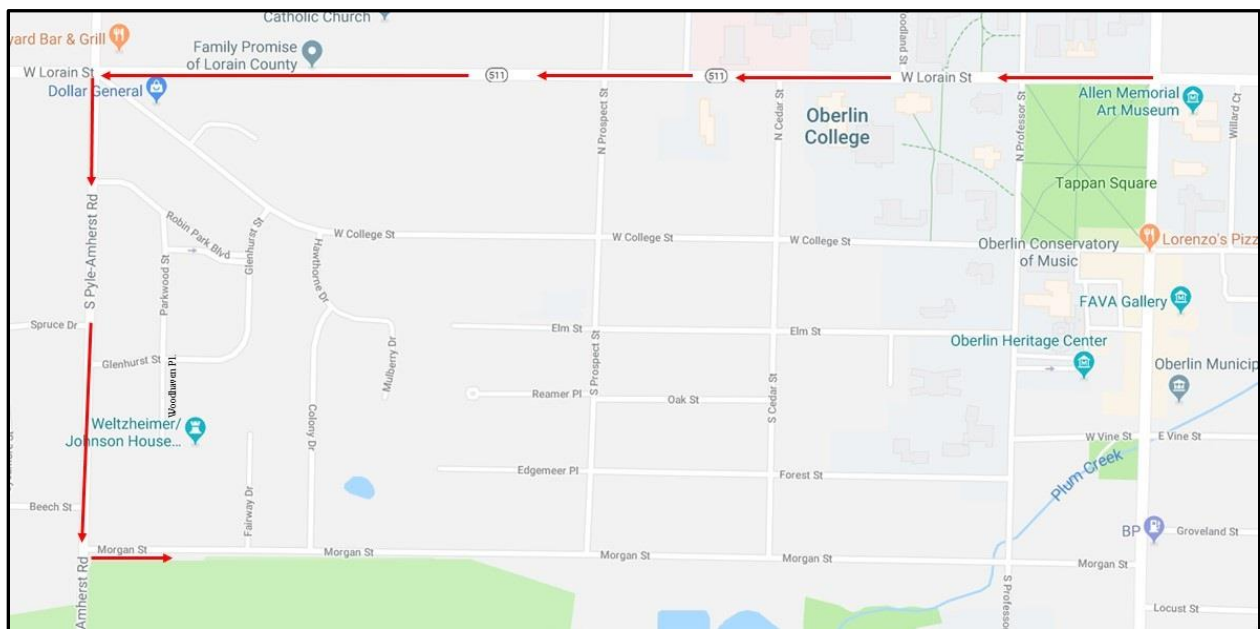 Catholic Church
yard Bar & Grill
Family Promise
of Lorain County
W Lorain St
511
511
W Lorain St
Dollar General
Allen Memorial
Art Museum
Oberlin
College
N Prospect St
N Cedar St
N Professor St
Willard Ct
Tappan Square
S Pyle-Amherst Rd
Robin Park Blvd
Glenhurst St
Hawthorne Dr
W College St
W College St
W College St
Oberlin Conservatory
of Music
Lorenzo's Pizz
Parkwood St
FAVA Gallery
Spruce Dr
Elm St
Elm St
Glenhurst St
Woodhaven Pl.
Mulberry Dr
S Prospect St
Oberlin Heritage
Center
Oberlin Municip
Reamer Pl
Oak St
S Cedar St
Weltzheimer/
Johnson House...
Colony Dr
W Vine St
E Vine St
Edgemeer Pl
Forest St
Plum Creek
Fairway Dr
Beech St
BP
Groveland St
Morgan St
Morgan St
Morgan St
Morgan St
Morgan St
Amherst Rd
S Professo
Locust St